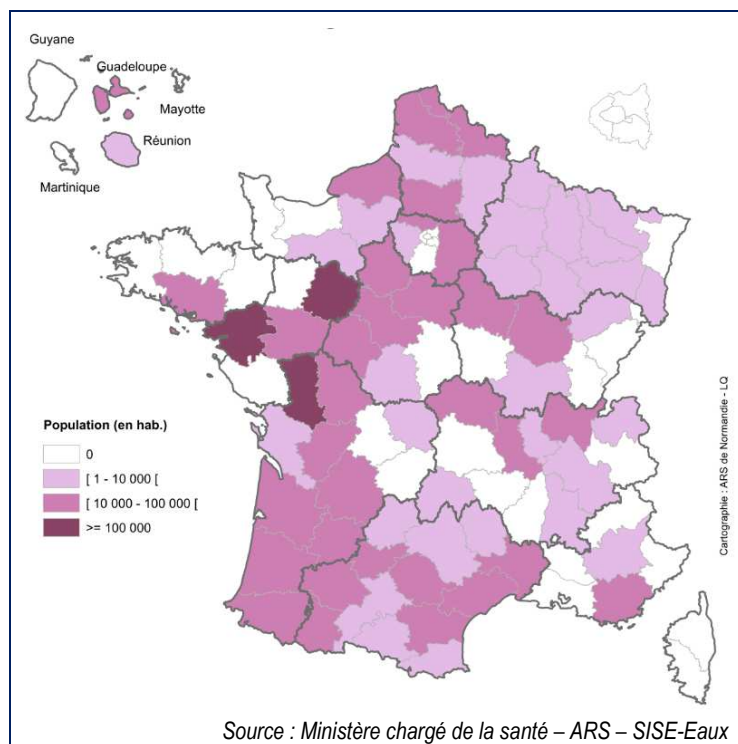 Guyane
Guadeloupe
Mayotte
Réunion
Martinique
Population (en hab.)
0
[ 1 - 10 000 [
[ 10 000 - 100 000 [
>= 100 000
Cartographie : ARS de Normandie - LQ
Source : Ministère chargé de la santé – ARS – SISE-Eaux